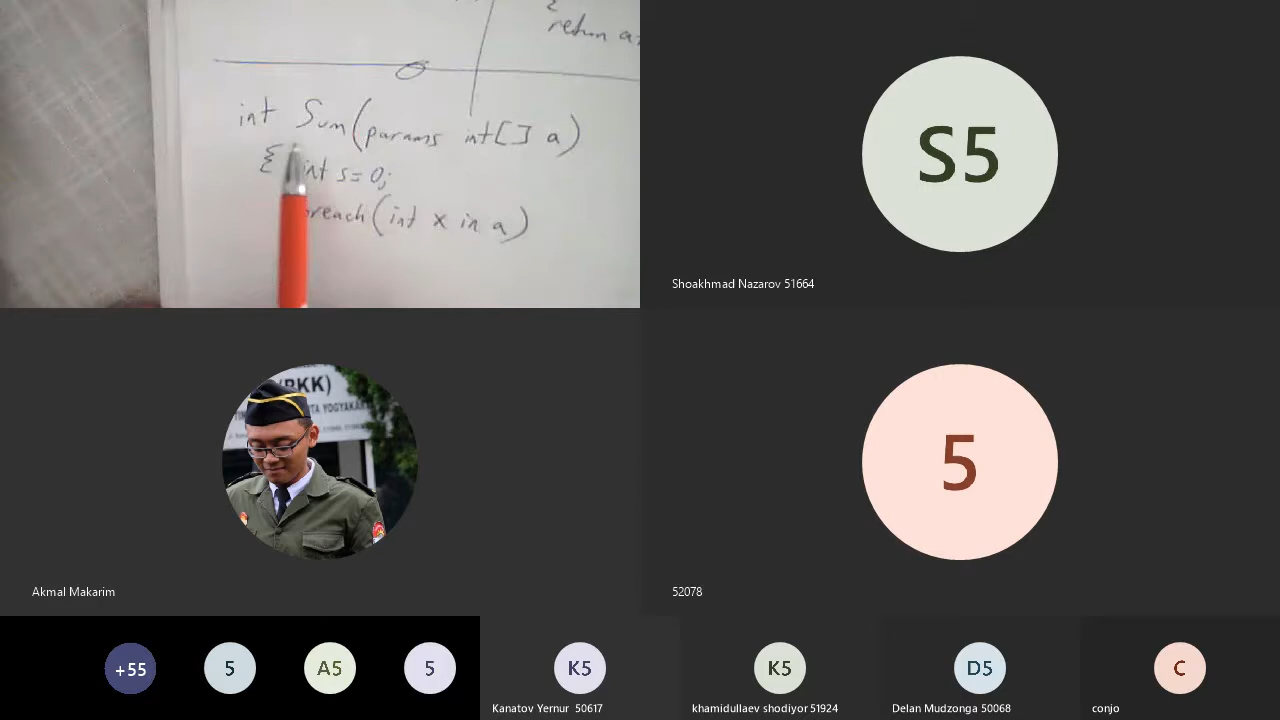 return a
int Sum(params int[] a)
{ int s=0;
foreach(int x in a)
S5
Shoakhmad Nazarov 51664
Akmal Makarim
5
52078
+55
5
A5
5
K5
Kanatov Yernur 50617
K5
khamidullaev shodiyor 51924
D5
Delan Mudzonga 50068
C
conjo